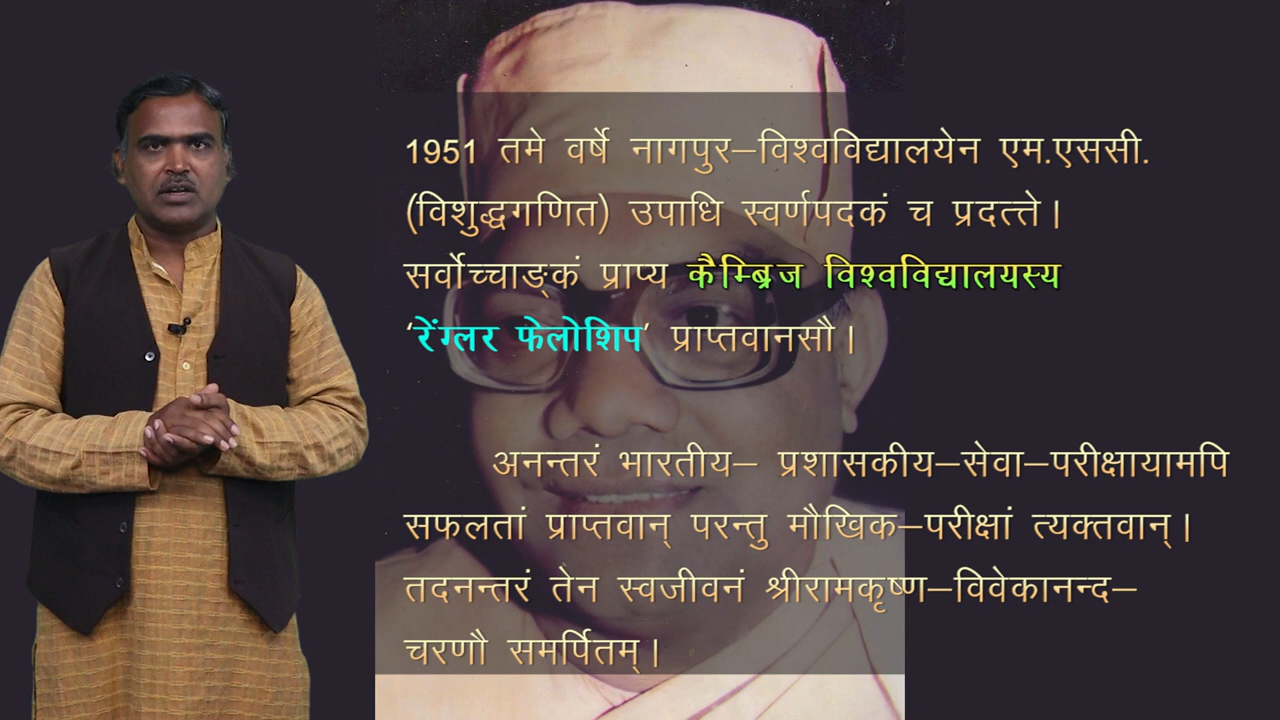 1951 तमे वर्षे नागपुर–विश्वविद्यालयेन एम.एससी.
(विशुद्धगणित) उपाधि स्वर्णपदकं च प्रदत्ते।
सर्वोच्चाङ्कं प्राप्य कैम्ब्रिज विश्वविद्यालयस्य
‘रेंग्लर फेलोशिप’ प्राप्तवानसौ।
अनन्तरं भारतीय– प्रशासकीय–सेवा–परीक्षायामपि
सफलतां प्राप्तवान् परन्तु मौखिक–परीक्षां त्यक्तवान्।
तदनन्तरं तेन स्वजीवनं श्रीरामकृष्ण–विवेकानन्द–
चरणौ समर्पितम्।